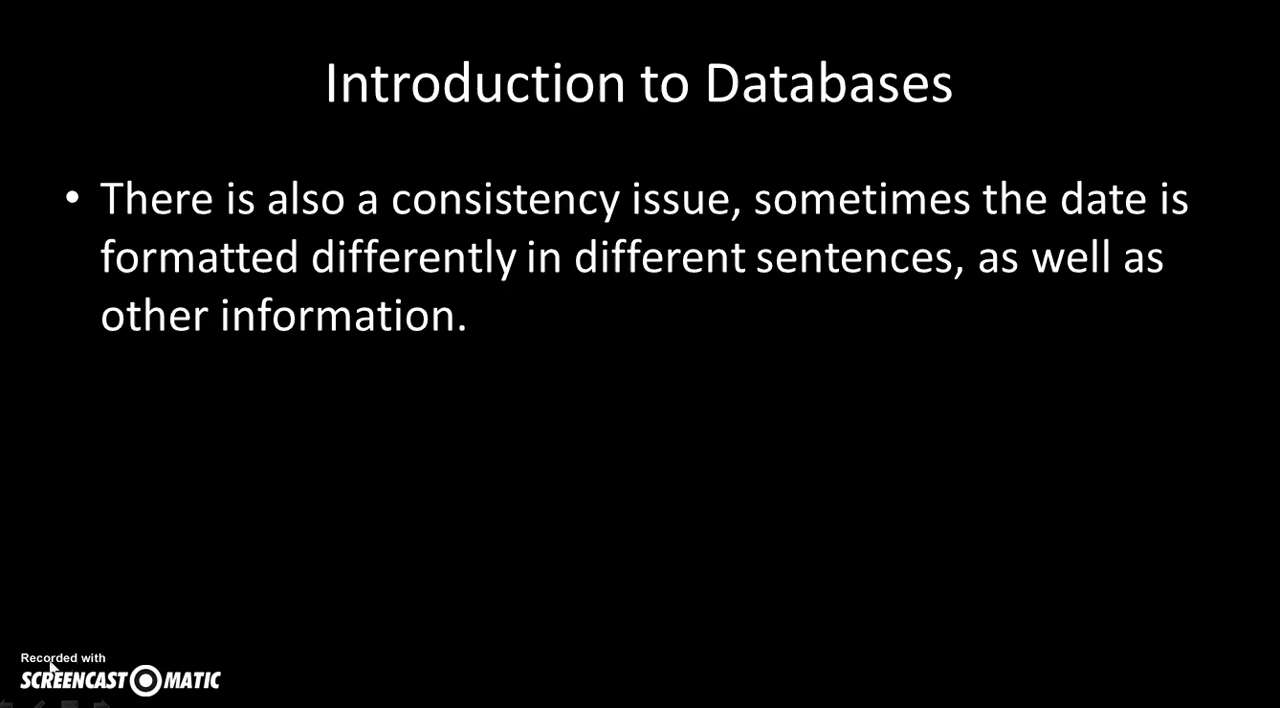 Introduction to Databases
• There is also a consistency issue, sometimes the date is
formatted differently in different sentences, as well as
other information.
Recorded with
SCREENCAST MATIC